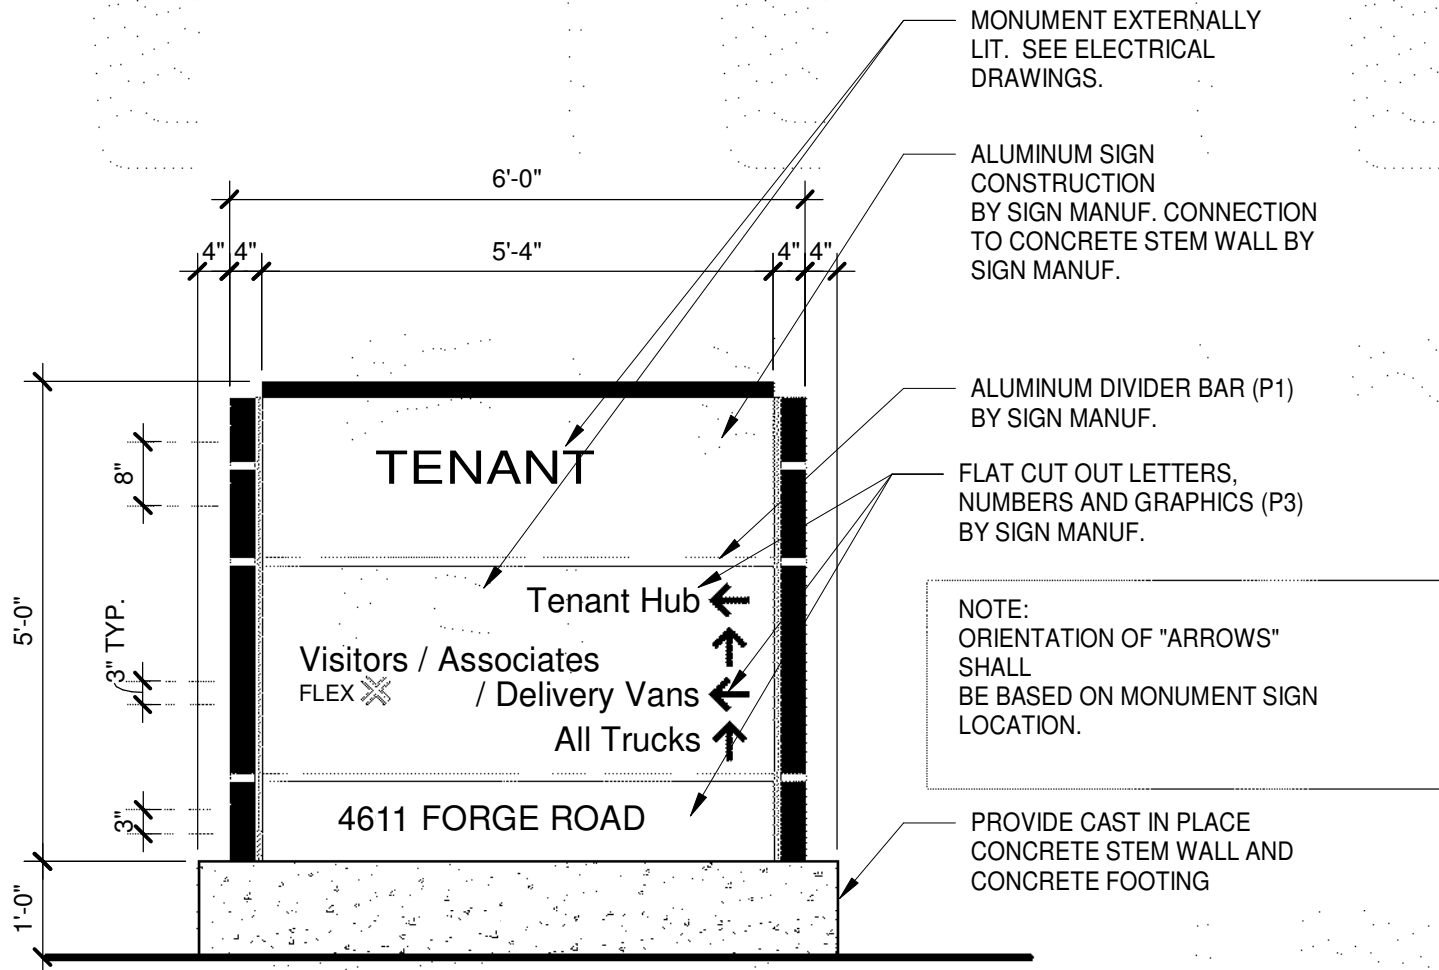 MONUMENT EXTERNALLY
LIT. SEE ELECTRICAL
DRAWINGS.
ALUMINUM SIGN
CONSTRUCTION
BY SIGN MANUF. CONNECTION
TO CONCRETE STEM WALL BY
SIGN MANUF.
6'-0"
4" 4" 5'-4" 4" 4"
ALUMINUM DIVIDER BAR (P1)
BY SIGN MANUF.
FLAT CUT OUT LETTERS,
NUMBERS AND GRAPHICS (P3)
BY SIGN MANUF.
TENANT
8"
Tenant Hub
Visitors / Associates
FLEX / Delivery Vans
All Trucks
5'-0"
3" TYP.
NOTE:
ORIENTATION OF "ARROWS"
SHALL
BE BASED ON MONUMENT SIGN
LOCATION.
3"
4611 FORGE ROAD
PROVIDE CAST IN PLACE
CONCRETE STEM WALL AND
CONCRETE FOOTING
1'-0"